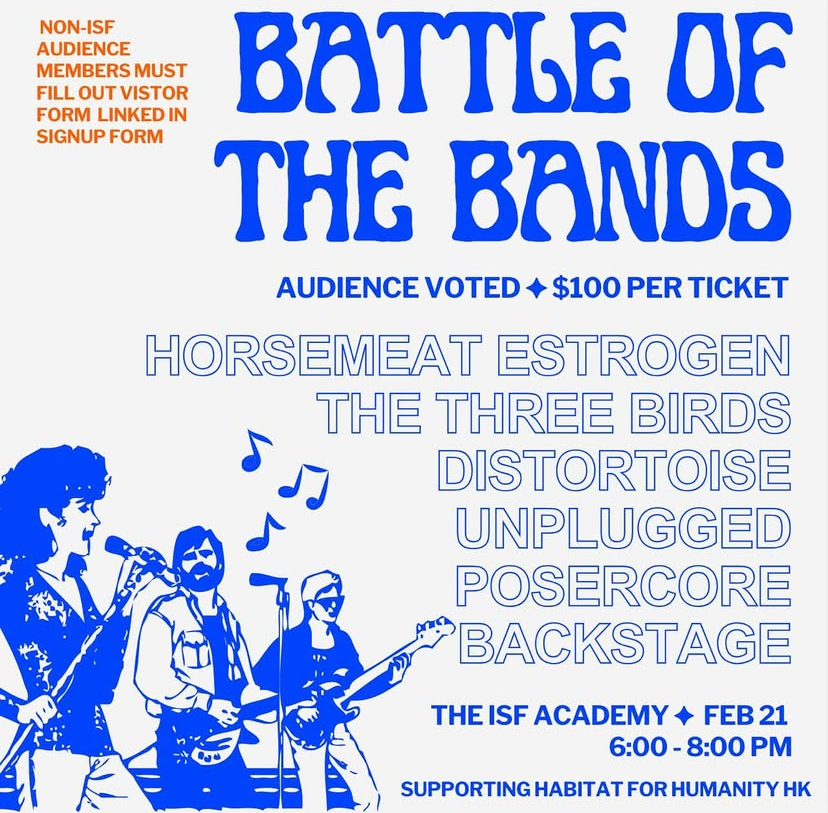 NON-ISF
AUDIENCE
MEMBERS MUST
FILL OUT VISTOR
FORM LINKED IN
SIGNUP FORM
BATTLE OF
THE BANDS
AUDIENCE VOTED ✦ $100 PER TICKET
HORSEMEAT ESTROGEN
THE THREE BIRDS
DISTORTOISE
UNPLUGGED
POSERCORE
BACKSTAGE
THE ISF ACADEMY ✦ FEB 21
6:00 - 8:00 PM
SUPPORTING HABITAT FOR HUMANITY HK